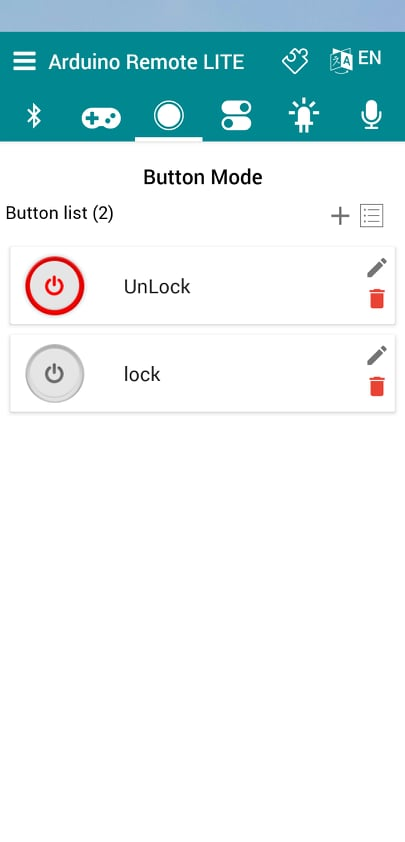 Arduino Remote LITE
EN
Button Mode
Button list (2)
UnLock
lock